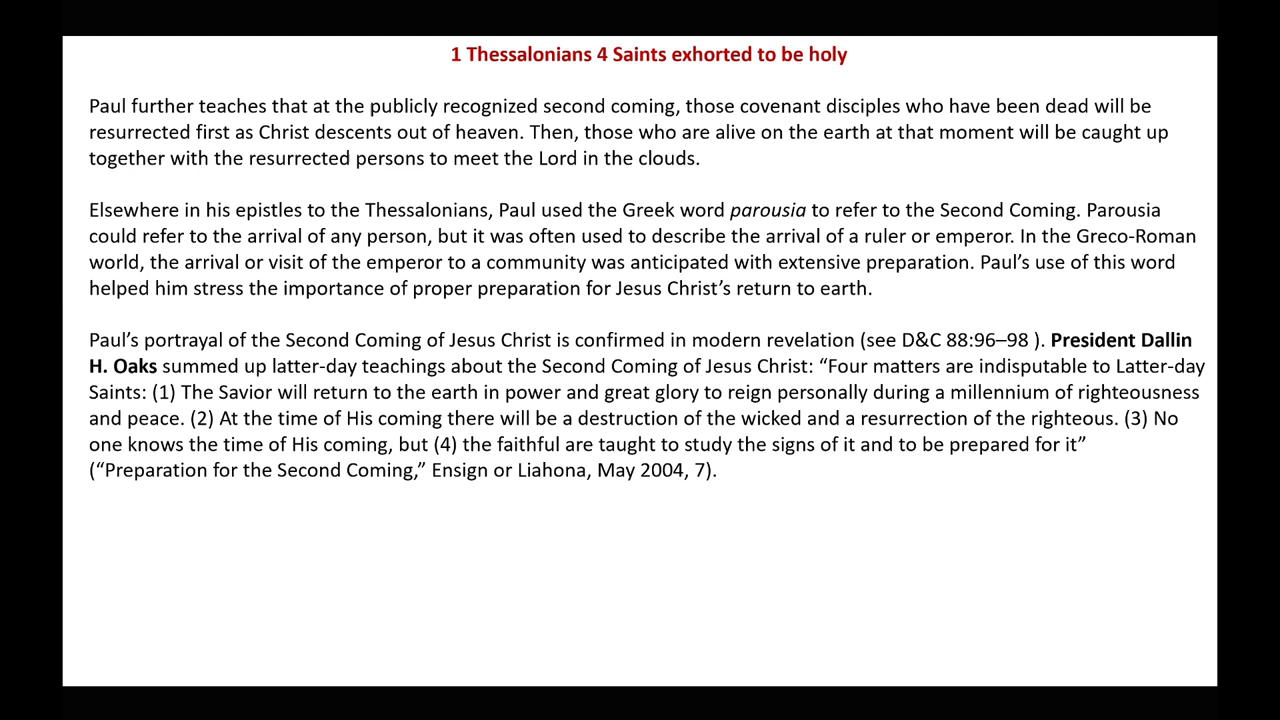 1 Thessalonians 4 Saints exhorted to be holy
Paul further teaches that at the publicly recognized second coming, those covenant disciples who have been dead will be
resurrected first as Christ descents out of heaven. Then, those who are alive on the earth at that moment will be caught up
together with the resurrected persons to meet the Lord in the clouds.
Elsewhere in his epistles to the Thessalonians, Paul used the Greek word parousia to refer to the Second Coming. Parousia
could refer to the arrival of any person, but it was often used to describe the arrival of a ruler or emperor. In the Greco-Roman
world, the arrival or visit of the emperor to a community was anticipated with extensive preparation. Paul’s use of this word
helped him stress the importance of proper preparation for Jesus Christ’s return to earth.
Paul’s portrayal of the Second Coming of Jesus Christ is confirmed in modern revelation (see D&C 88:96–98 ). President Dallin
H. Oaks summed up latter-day teachings about the Second Coming of Jesus Christ: “Four matters are indisputable to Latter-day
Saints: (1) The Savior will return to the earth in power and great glory to reign personally during a millennium of righteousness
and peace. (2) At the time of His coming there will be a destruction of the wicked and a resurrection of the righteous. (3) No
one knows the time of His coming, but (4) the faithful are taught to study the signs of it and to be prepared for it”
(“Preparation for the Second Coming,” Ensign or Liahona, May 2004, 7).